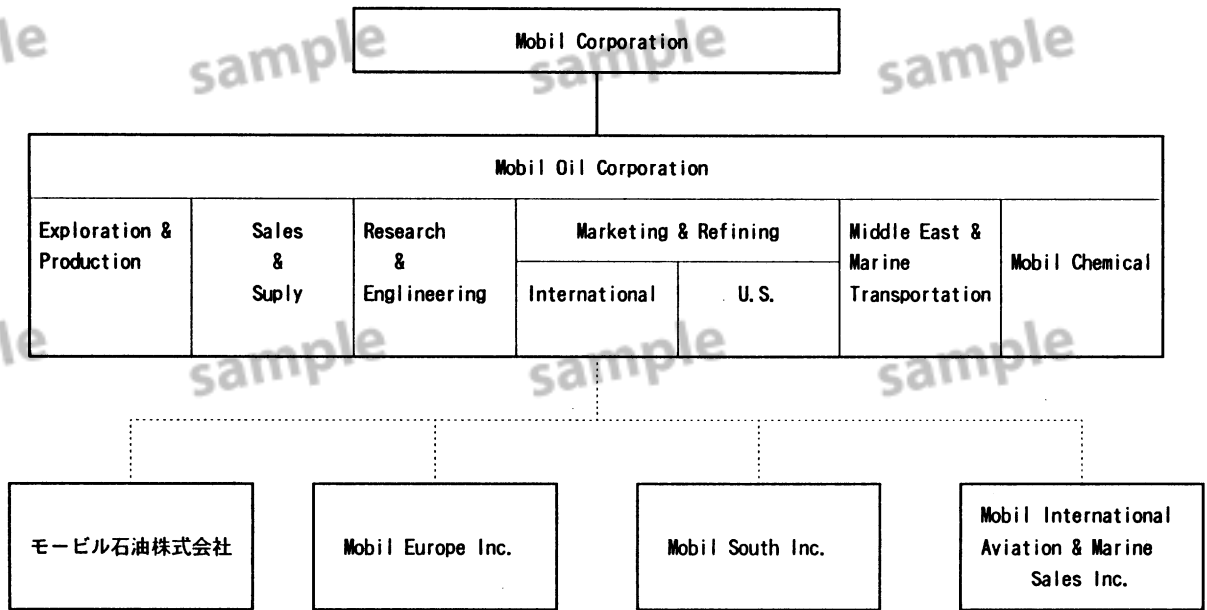 Mobil Corporation
Mobil Oil Corporation
Exploration &
Production
Sales
&
Suply
Research
&
Englineering
Marketing & Refining
International
U.S.
Middle East &
Marine
Transportation
Mobil Chemical
モービル石油株式会社
Mobil Europe Inc.
Mobil South Inc.
Mobil International
Aviation & Marine
Sales Inc.
le
sample
sample
sample
le
sample
sample
sample